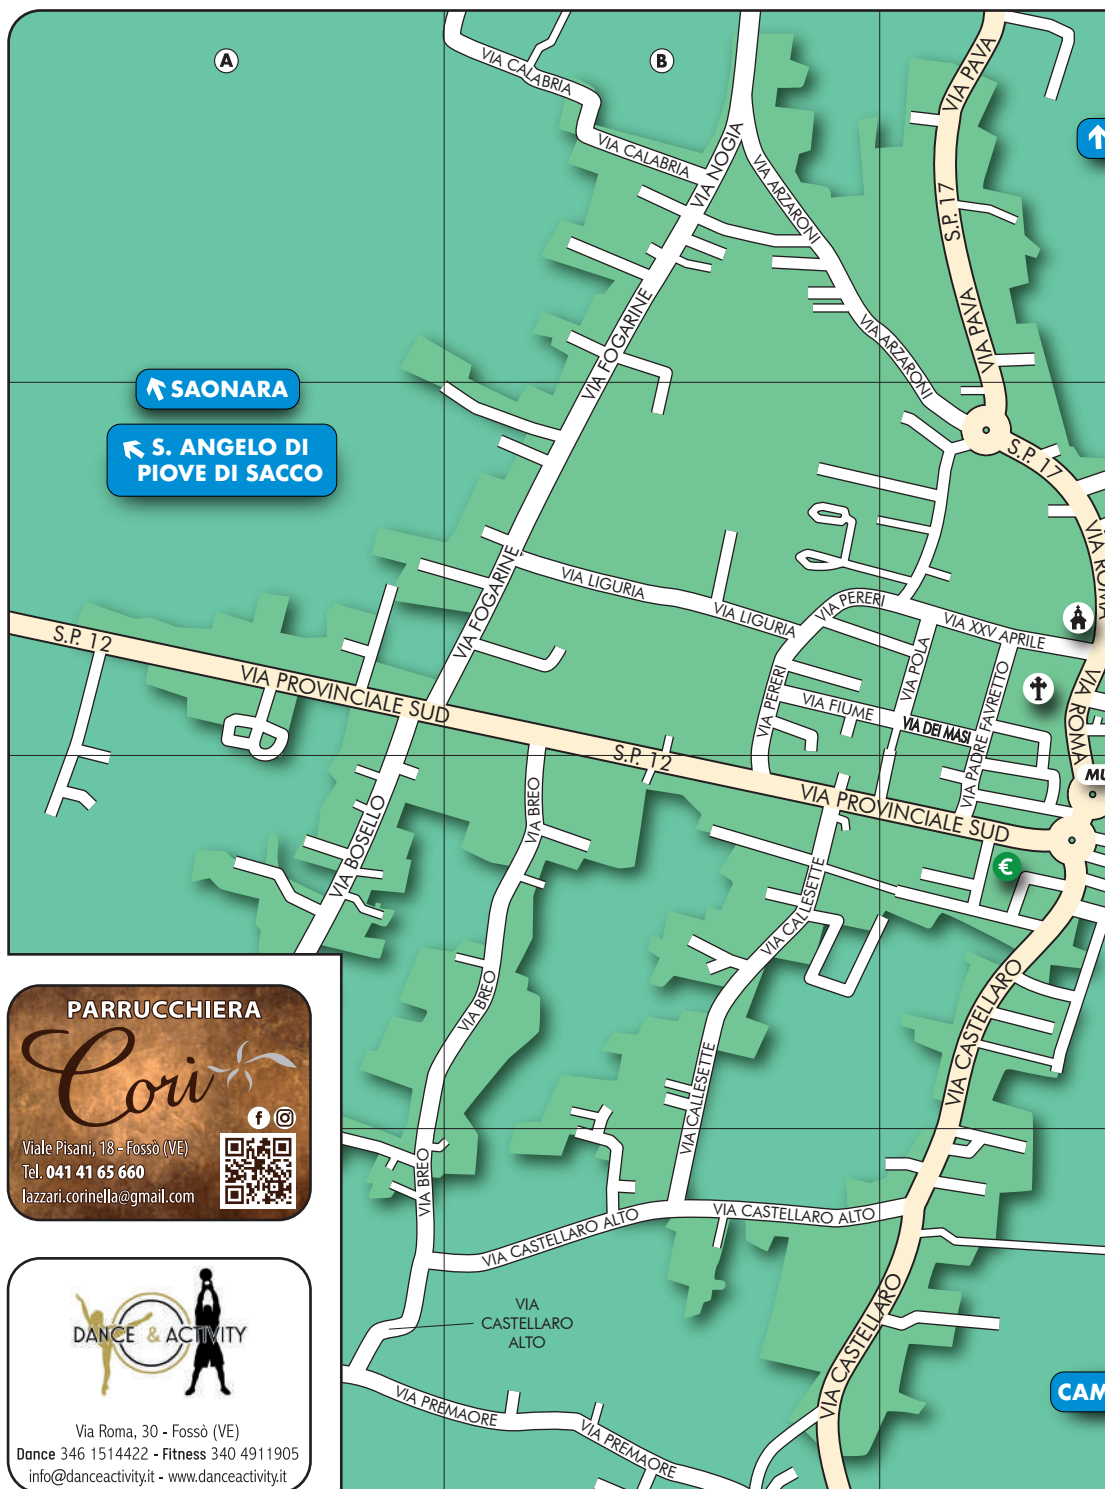 A
B
VIA CALABRIA
VIA CALABRIA
VIA NOGIA
VIA ARZARONI
VIA ARZARONI
VIA PAVA
S.P. 17
VIA PAVA
S.P. 17
VIA ROMA
VIA FOGARINE
VIA FOGARINE
SAONARA
S. ANGELO DI
PIOVE DI SACCO
VIA LIGURIA
VIA LIGURIA
VIA PERERI
VIA PERERI
VIA XXV APRILE
VIA POLA
VIA FIUME
VIA DEI MASI
VIA PADRE FAVRETTO
VIA ROMA
S.P. 12
VIA PROVINCIALE SUD
S.P. 12
VIA PROVINCIALE SUD
MU
€
VIA BOSELLO
VIA BREO
VIA BREO
VIA BREO
VIA CALLESETTE
VIA CALLESETTE
VIA CASTELLARO
VIA CASTELLARO
VIA CASTELLARO ALTO
VIA CASTELLARO ALTO
VIA
CASTELLARO
ALTO
VIA PREMAORE
VIA PREMAORE
CAM
PARRUCCHIERA
Cori
Viale Pisani, 18 - Fossò (VE)
Tel. 041 41 65 660
lazzari.corinella@gmail.com
DANCE & ACTIVITY
Via Roma, 30 - Fossò (VE)
Dance 346 1514422 - Fitness 340 4911905
info@danceactivity.it - www.danceactivity.it